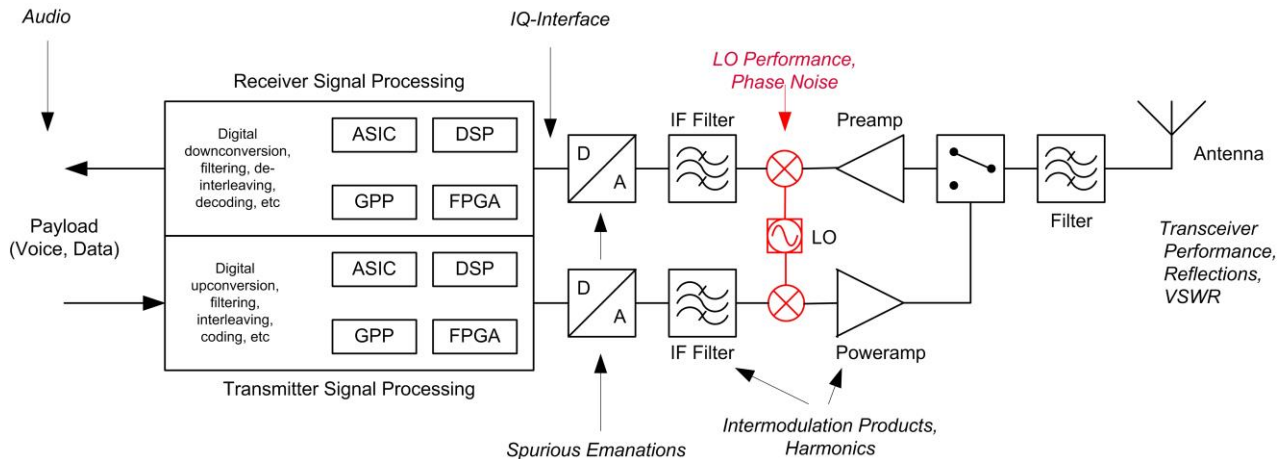 Audio
IQ-Interface
LO Performance,
Phase Noise
Receiver Signal Processing
Digital
downconversion,
filtering, de-
interleaving,
decoding, etc
ASIC
DSP
GPP
FPGA
D
A
IF Filter
Preamp
Antenna
Filter
Payload
(Voice, Data)
LO
Transceiver
Performance,
Reflections,
VSWR
Digital
upconversion,
filtering,
interleaving,
coding, etc
ASIC
DSP
GPP
FPGA
D
A
IF Filter
Poweramp
Transmitter Signal Processing
Spurious Emanations
Intermodulation Products,
Harmonics